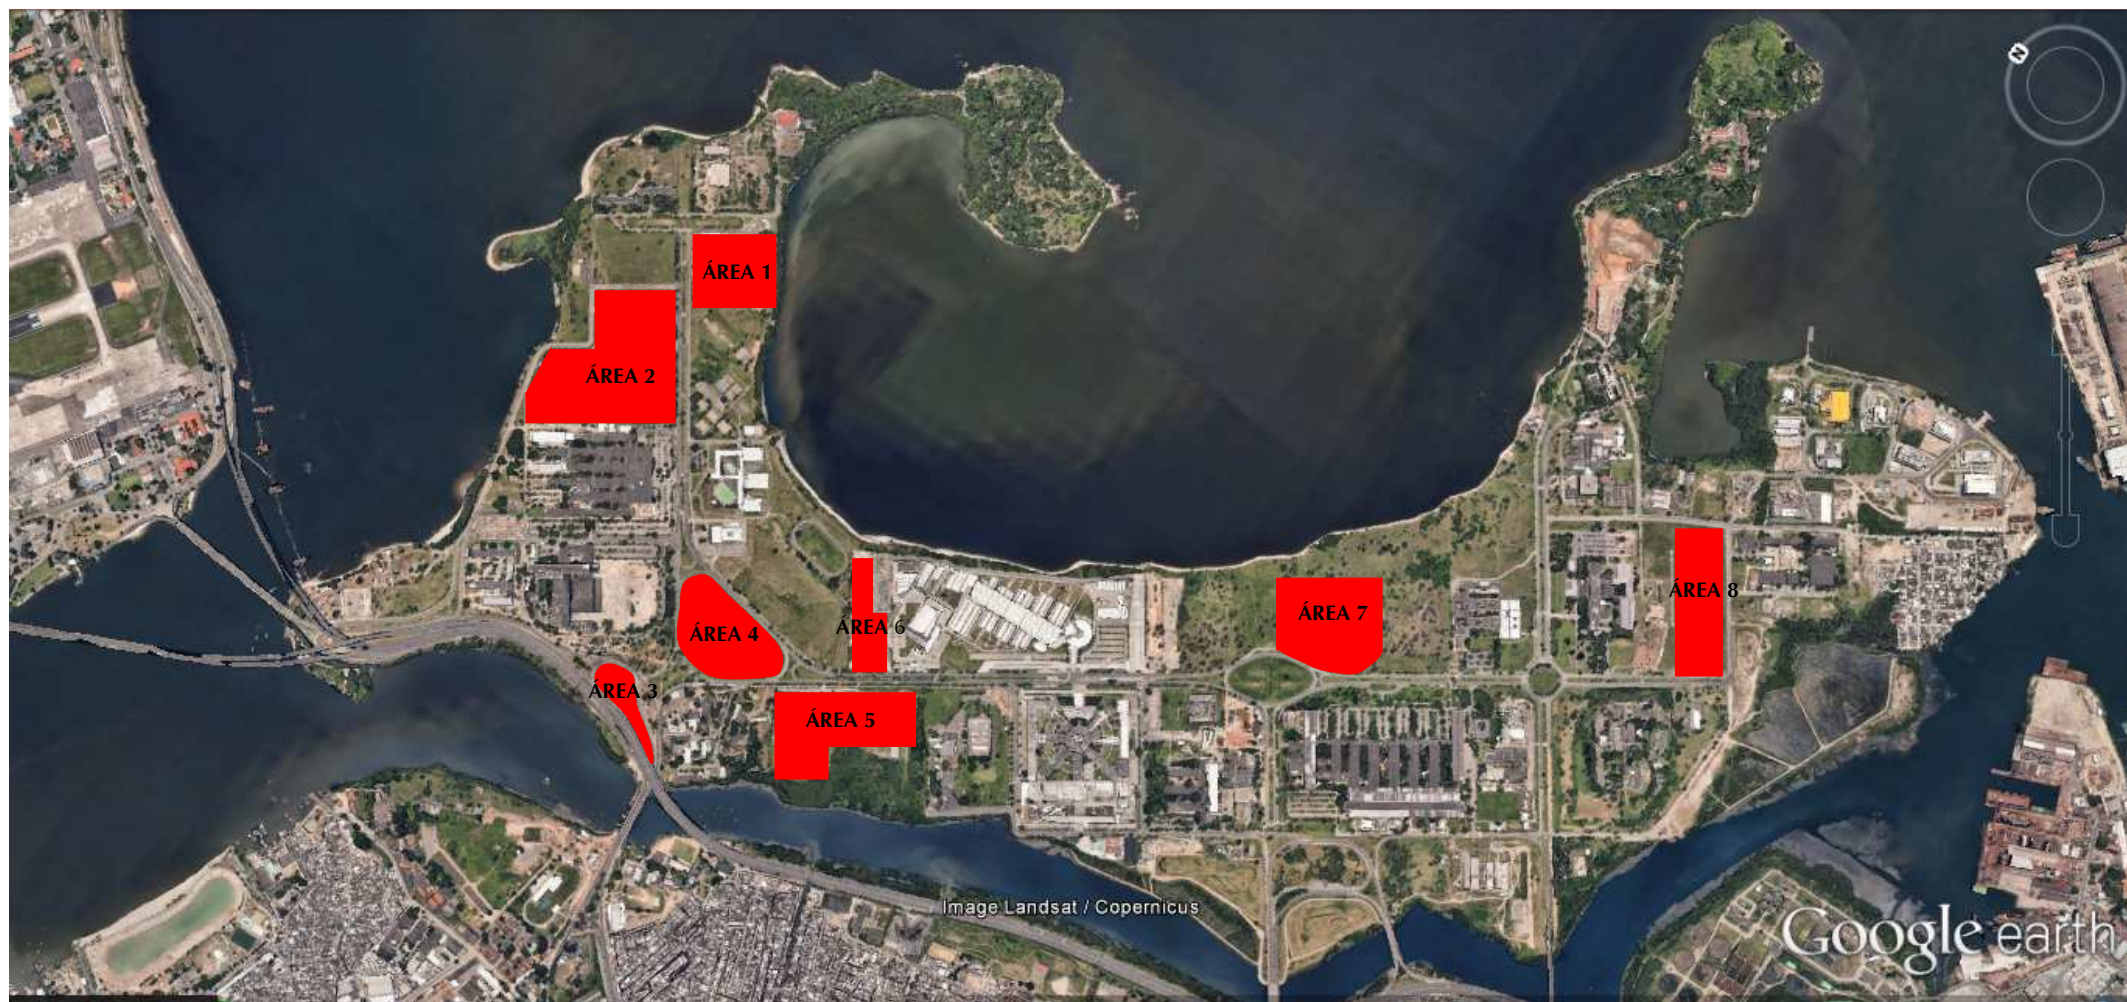 N
ÁREA 1
ÁREA 2
ÁREA 8
ÁREA 7
ÁREA 6
ÁREA 4
ÁREA 3
ÁREA 5
Image Landsat / Copernicus
Google earth